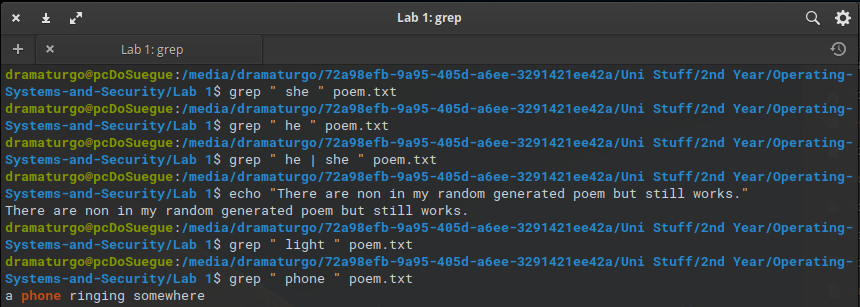 Lab 1: grep
Lab 1: grep
dramaturgo@pcDoSuegue:/media/dramaturgo/72a98efb-9a95-405d-a6ee-3291421ee42a/Uni Stuff/2nd Year/Operating-
Systems-and-Security/Lab 1$ grep " she " poem.txt
dramaturgo@pcDoSuegue:/media/dramaturgo/72a98efb-9a95-405d-a6ee-3291421ee42a/Uni Stuff/2nd Year/Operating-
Systems-and-Security/Lab 1$ grep " he " poem.txt
dramaturgo@pcDoSuegue:/media/dramaturgo/72a98efb-9a95-405d-a6ee-3291421ee42a/Uni Stuff/2nd Year/Operating-
Systems-and-Security/Lab 1$ grep " he | she " poem.txt
dramaturgo@pcDoSuegue:/media/dramaturgo/72a98efb-9a95-405d-a6ee-3291421ee42a/Uni Stuff/2nd Year/Operating-
Systems-and-Security/Lab 1$ echo "There are non in my random generated poem but still works."
There are non in my random generated poem but still works.
dramaturgo@pcDoSuegue:/media/dramaturgo/72a98efb-9a95-405d-a6ee-3291421ee42a/Uni Stuff/2nd Year/Operating-
Systems-and-Security/Lab 1$ grep " light " poem.txt
dramaturgo@pcDoSuegue:/media/dramaturgo/72a98efb-9a95-405d-a6ee-3291421ee42a/Uni Stuff/2nd Year/Operating-
Systems-and-Security/Lab 1$ grep " phone " poem.txt
a phone ringing somewhere